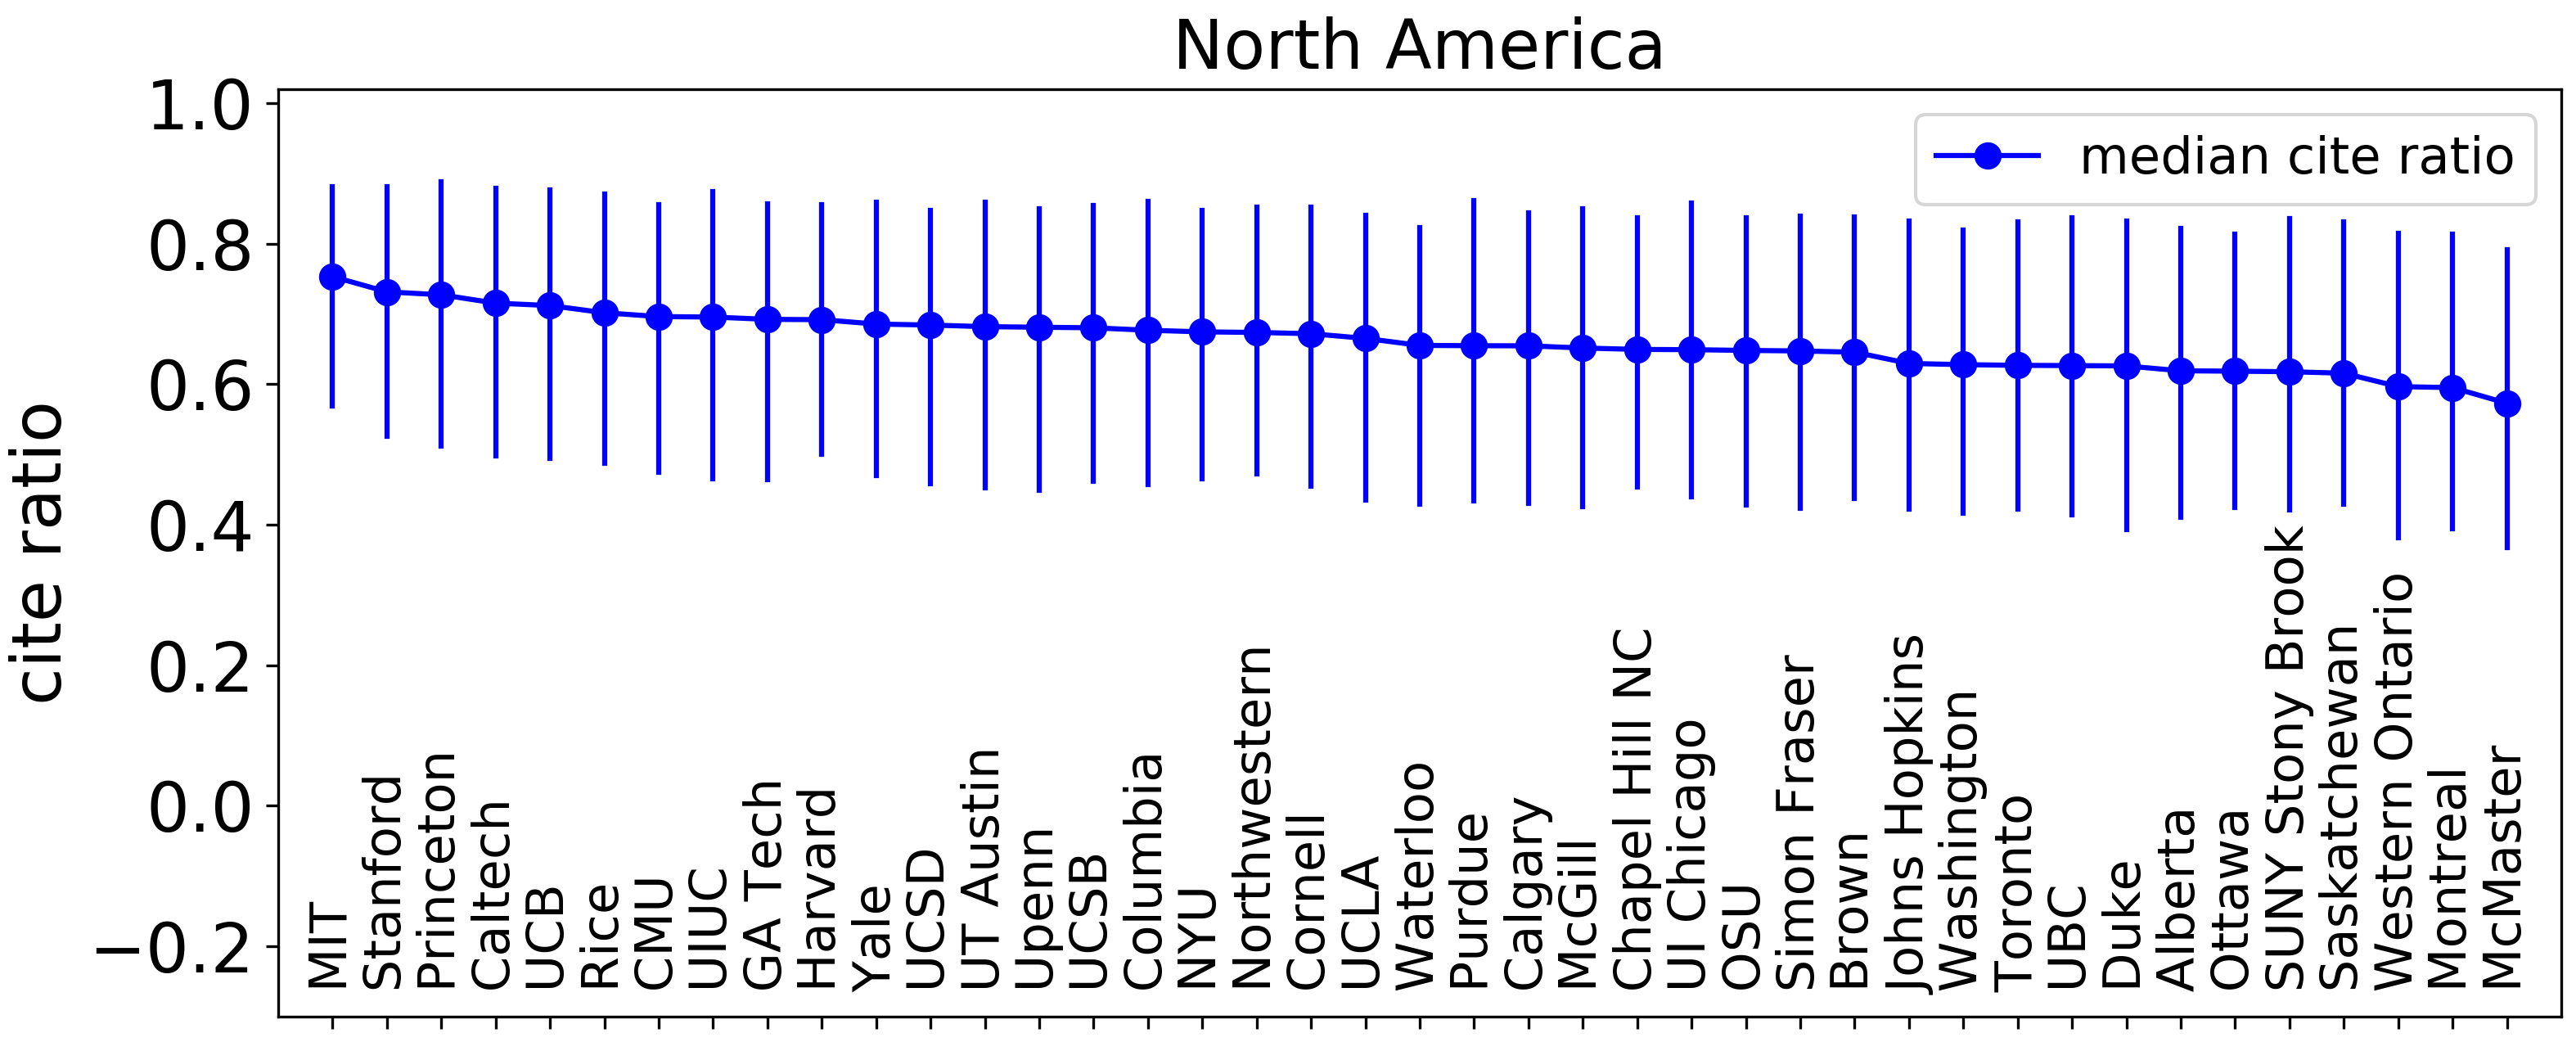 North America
median cite ratio
cite ratio
1.0
0.8
0.6
0.4
0.2
0.0
−0.2
MIT
Stanford
Princeton
Caltech
UCB
Rice
CMU
UIUC
GA Tech
Harvard
Yale
UCSD
UT Austin
Upenn
UCSB
Columbia
NYU
Northwestern
Cornell
UCLA
Waterloo
Purdue
Calgary
McGill
Chapel Hill NC
UI Chicago
OSU
Simon Fraser
Brown
Johns Hopkins
Washington
Toronto
UBC
Duke
Alberta
Ottawa
SUNY Stony Brook
Saskatchewan
Western Ontario
Montreal
McMaster